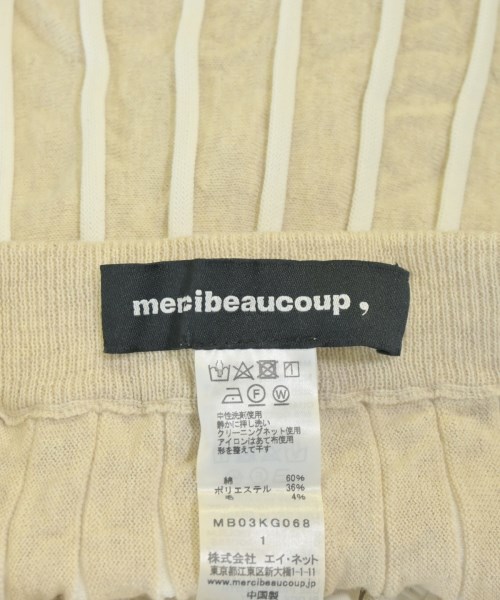 mercibeaucoup,
中性洗剤使用
静かに押し洗い
クリーニングネット使用
アイロンはあて布使用
形を整えて干す
綿 60%
ポリエステル 36%
毛 4%
MB03KG068
1
株式会社 エイ・ネット
東京都江東区新大橋1-1-11
www.mercibeaucoup.jp
中国製